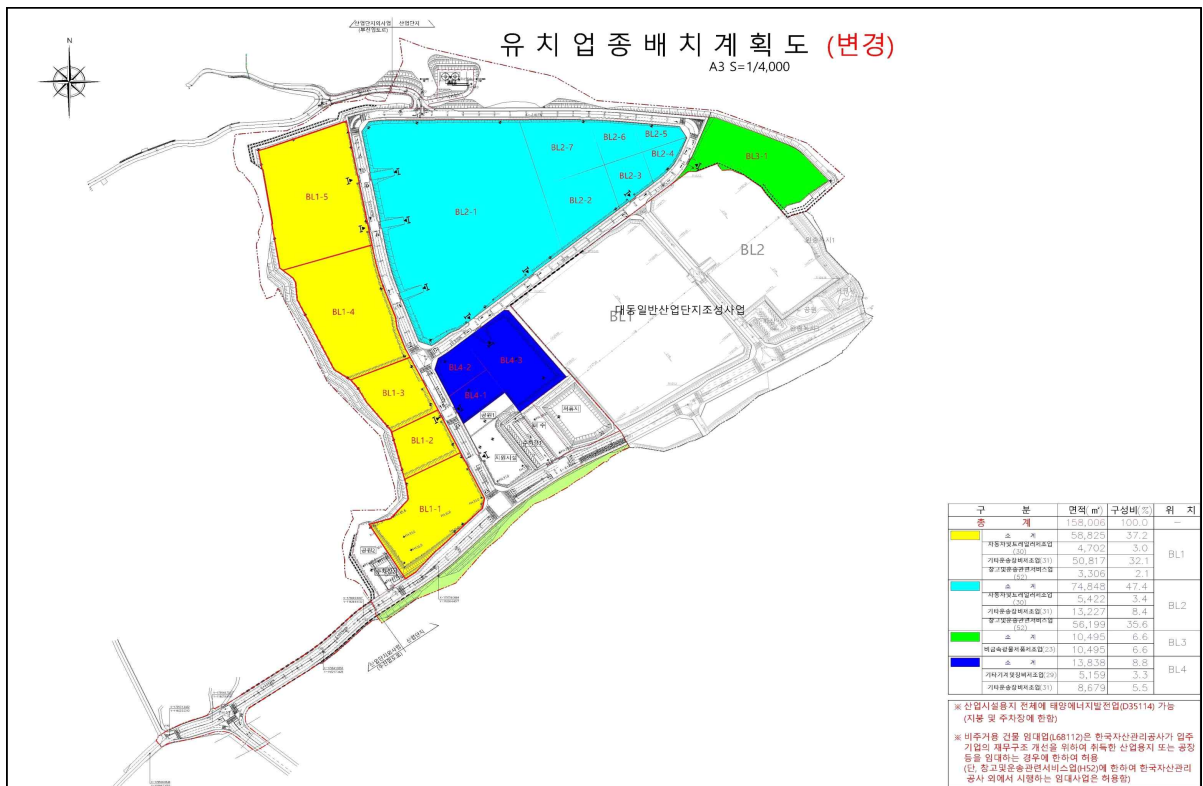 유 치 업 종 배 치 계 획 도 (변경)
A3 S=1/4,000
N
산업단지
BL2-6
BL2-5
BL2-7
BL2-4
BL2-3
BL2-2
BL2-1
BL3-1
BL1-5
BL1-4
BL1-3
BL1-2
BL1-1
BL4-2
BL4-3
BL4-1
BL2
BL1
대동일반산업단지조성사업
공원
공원1
지원시설
저류지
공원2
구 분 면적(㎡) 구성비(%) 위 치
총 계 158,006 100.0 -
소 계 58,825 37.2 BL1
자동차및트레일러제조업(30) 4,702 3.0
기타운송장비제조업(31) 50,817 32.1
창고및운송관련서비스업(52) 3,306 2.1
소 계 74,848 47.4 BL2
자동차및트레일러제조업(30) 5,422 3.4
기타운송장비제조업(31) 13,227 8.4
창고및운송관련서비스업(52) 56,199 35.6
소 계 10,495 6.6 BL3
비금속광물제품제조업(23) 10,495 6.6
소 계 13,838 8.8 BL4
기타기계및장비제조업(29) 5,159 3.3
기타운송장비제조업(31) 8,679 5.5
※ 산업시설용지 전체에 태양에너지발전업(D35114) 가능
(지붕 및 주차장에 한함)
※ 비주거용 건물 임대업(L68112)은 한국자산관리공사가 입주
기업의 재무구조 개선을 위하여 취득한 산업용지 또는 공장
등을 임대하는 경우에 한하여 허용
(단, 창고및운송관련서비스업(H52)에 한하여 한국자산관리
공사 외에서 시행하는 임대사업은 허용함)